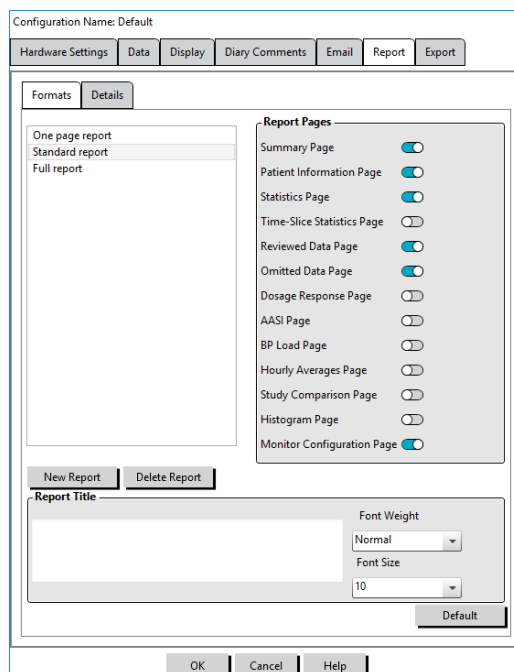 Configuration Name: Default
Hardware Settings Data Display Diary Comments Email Report Export
Formats Details
One page report
Standard report
Full report
Report Pages
Summary Page
Patient Information Page
Statistics Page
Time-Slice Statistics Page
Reviewed Data Page
Omitted Data Page
Dosage Response Page
AASI Page
BP Load Page
Hourly Averages Page
Study Comparison Page
Histogram Page
Monitor Configuration Page
New Report Delete Report
Report Title
Font Weight
Normal
Font Size
10
Default
OK Cancel Help